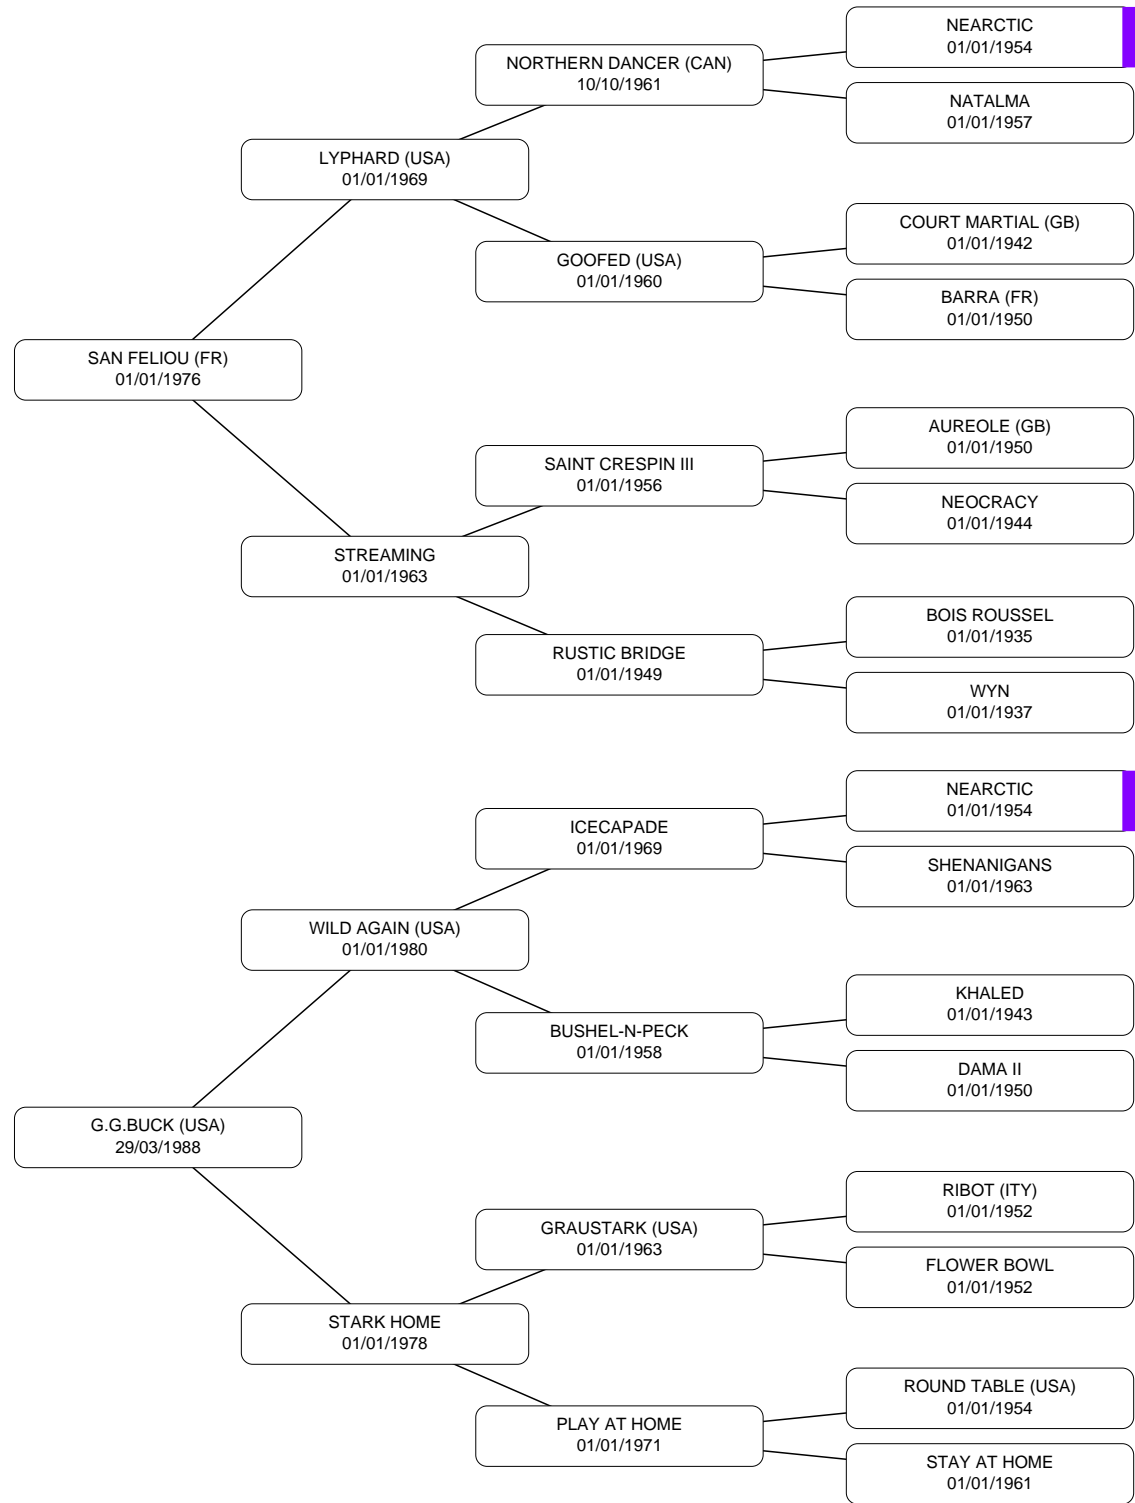 NEARCTIC
01/01/1954
NORTHERN DANCER (CAN)
10/10/1961
NATALMA
01/01/1957
LYPHARD (USA)
01/01/1969
COURT MARTIAL (GB)
01/01/1942
GOOFED (USA)
01/01/1960
BARRA (FR)
01/01/1950
SAN FELIOU (FR)
01/01/1976
AUREOLE (GB)
01/01/1950
SAINT CRESPIN III
01/01/1956
NEOCRACY
01/01/1944
STREAMING
01/01/1963
BOIS ROUSSEL
01/01/1935
RUSTIC BRIDGE
01/01/1949
WYN
01/01/1937
NEARCTIC
01/01/1954
ICECAPADE
01/01/1969
SHENANIGANS
01/01/1963
WILD AGAIN (USA)
01/01/1980
KHALED
01/01/1943
BUSHEL-N-PECK
01/01/1958
DAMA II
01/01/1950
G.G.BUCK (USA)
29/03/1988
RIBOT (ITY)
01/01/1952
GRAUSTARK (USA)
01/01/1963
FLOWER BOWL
01/01/1952
STARK HOME
01/01/1978
ROUND TABLE (USA)
01/01/1954
PLAY AT HOME
01/01/1971
STAY AT HOME
01/01/1961